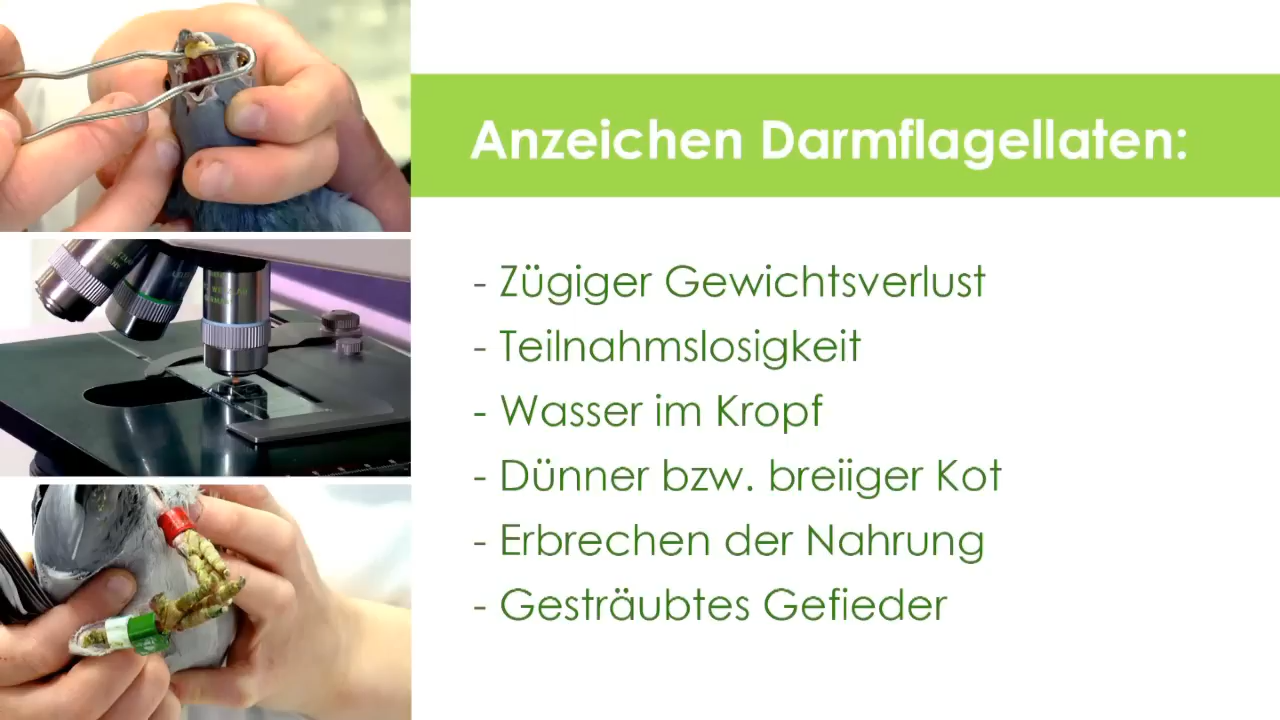 Anzeichen Darmflagellaten:
- Zügiger Gewichtsverlust
- Teilnahmslosigkeit
- Wasser im Kropf
- Dünner bzw. breiiger Kot
- Erbrechen der Nahrung
- Gesträubtes Gefieder